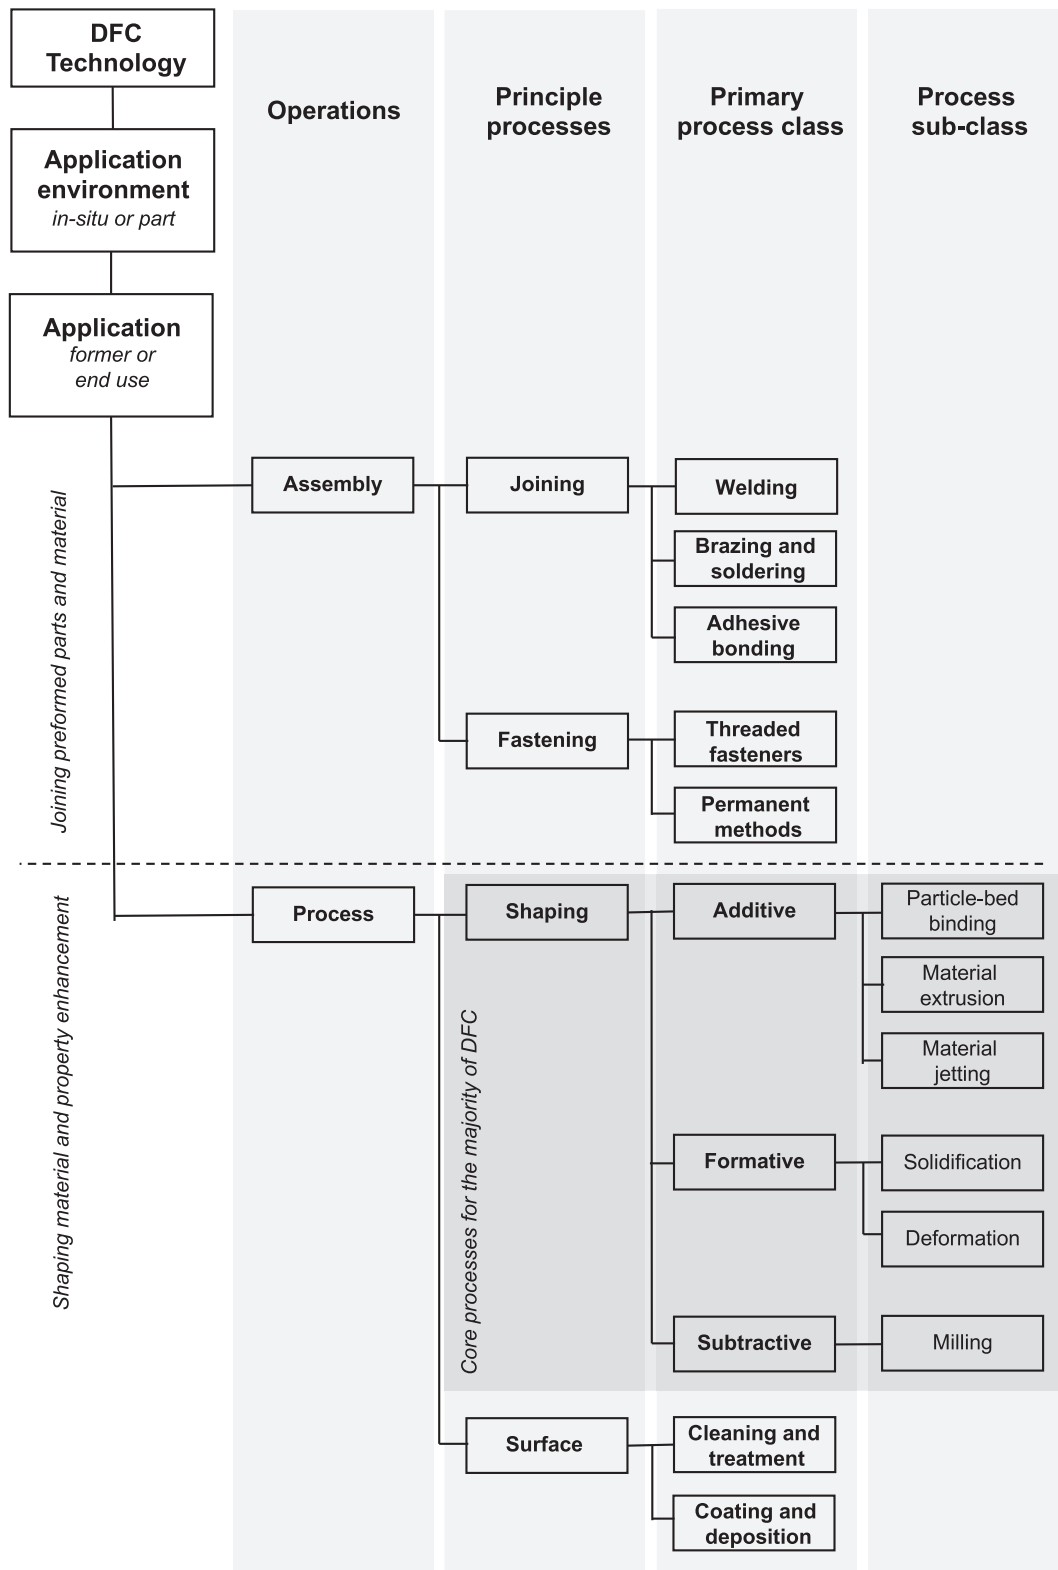 DFC
Technology
Application
environment
in-situ or part
Application
former or
end use
Operations
Principle
processes
Primary
process class
Process
sub-class
Joining preformed parts and material
Assembly
Joining
Welding
Brazing and
soldering
Adhesive
bonding
Fastening
Threaded
fasteners
Permanent
methods
Shaping material and property enhancement
Process
Core processes for the majority of DFC
Shaping
Additive
Particle-bed
binding
Material
extrusion
Material
jetting
Formative
Solidification
Deformation
Subtractive
Milling
Surface
Cleaning and
treatment
Coating and
deposition